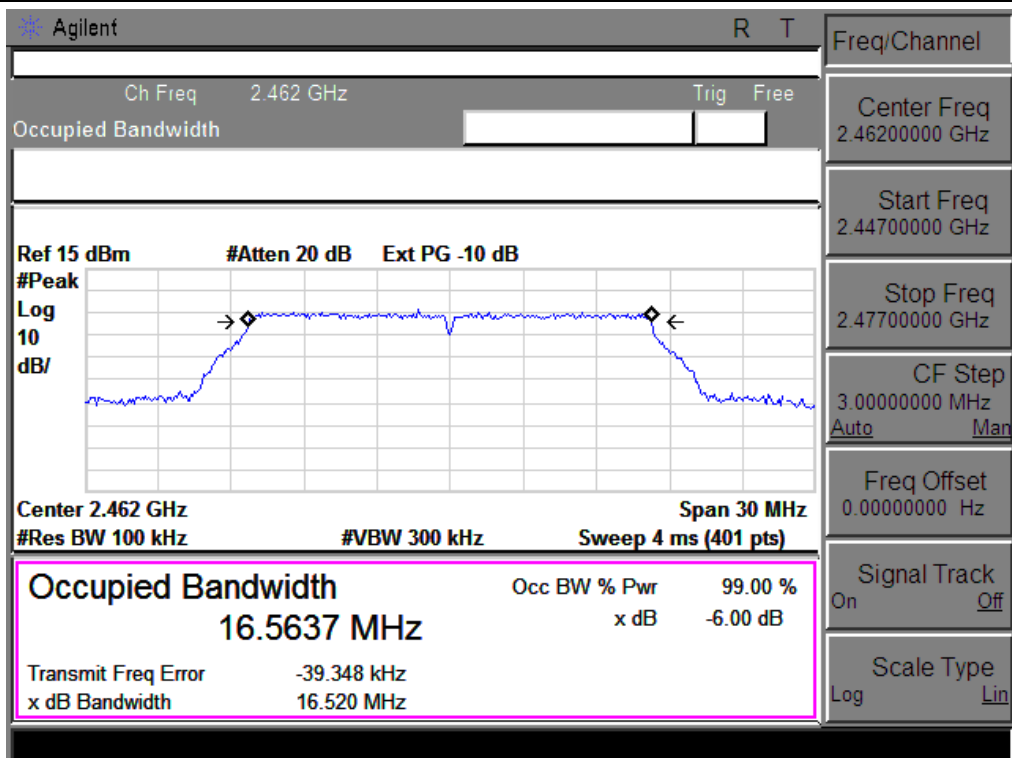 Agilent R T
Ch Freq 2.462 GHz Trig Free
Occupied Bandwidth
Ref 15 dBm #Atten 20 dB Ext PG -10 dB
#Peak
Log
10
dB/
Center 2.462 GHz Span 30 MHz
#Res BW 100 kHz #VBW 300 kHz Sweep 4 ms (401 pts)
Occupied Bandwidth Occ BW % Pwr 99.00 %
16.5637 MHz x dB -6.00 dB
Transmit Freq Error -39.348 kHz
x dB Bandwidth 16.520 MHz
Freq/Channel
Center Freq
2.46200000 GHz
Start Freq
2.44700000 GHz
Stop Freq
2.47700000 GHz
CF Step
3.00000000 MHz
Auto Man
Freq Offset
0.00000000 Hz
Signal Track
On Off
Scale Type
Log Lin